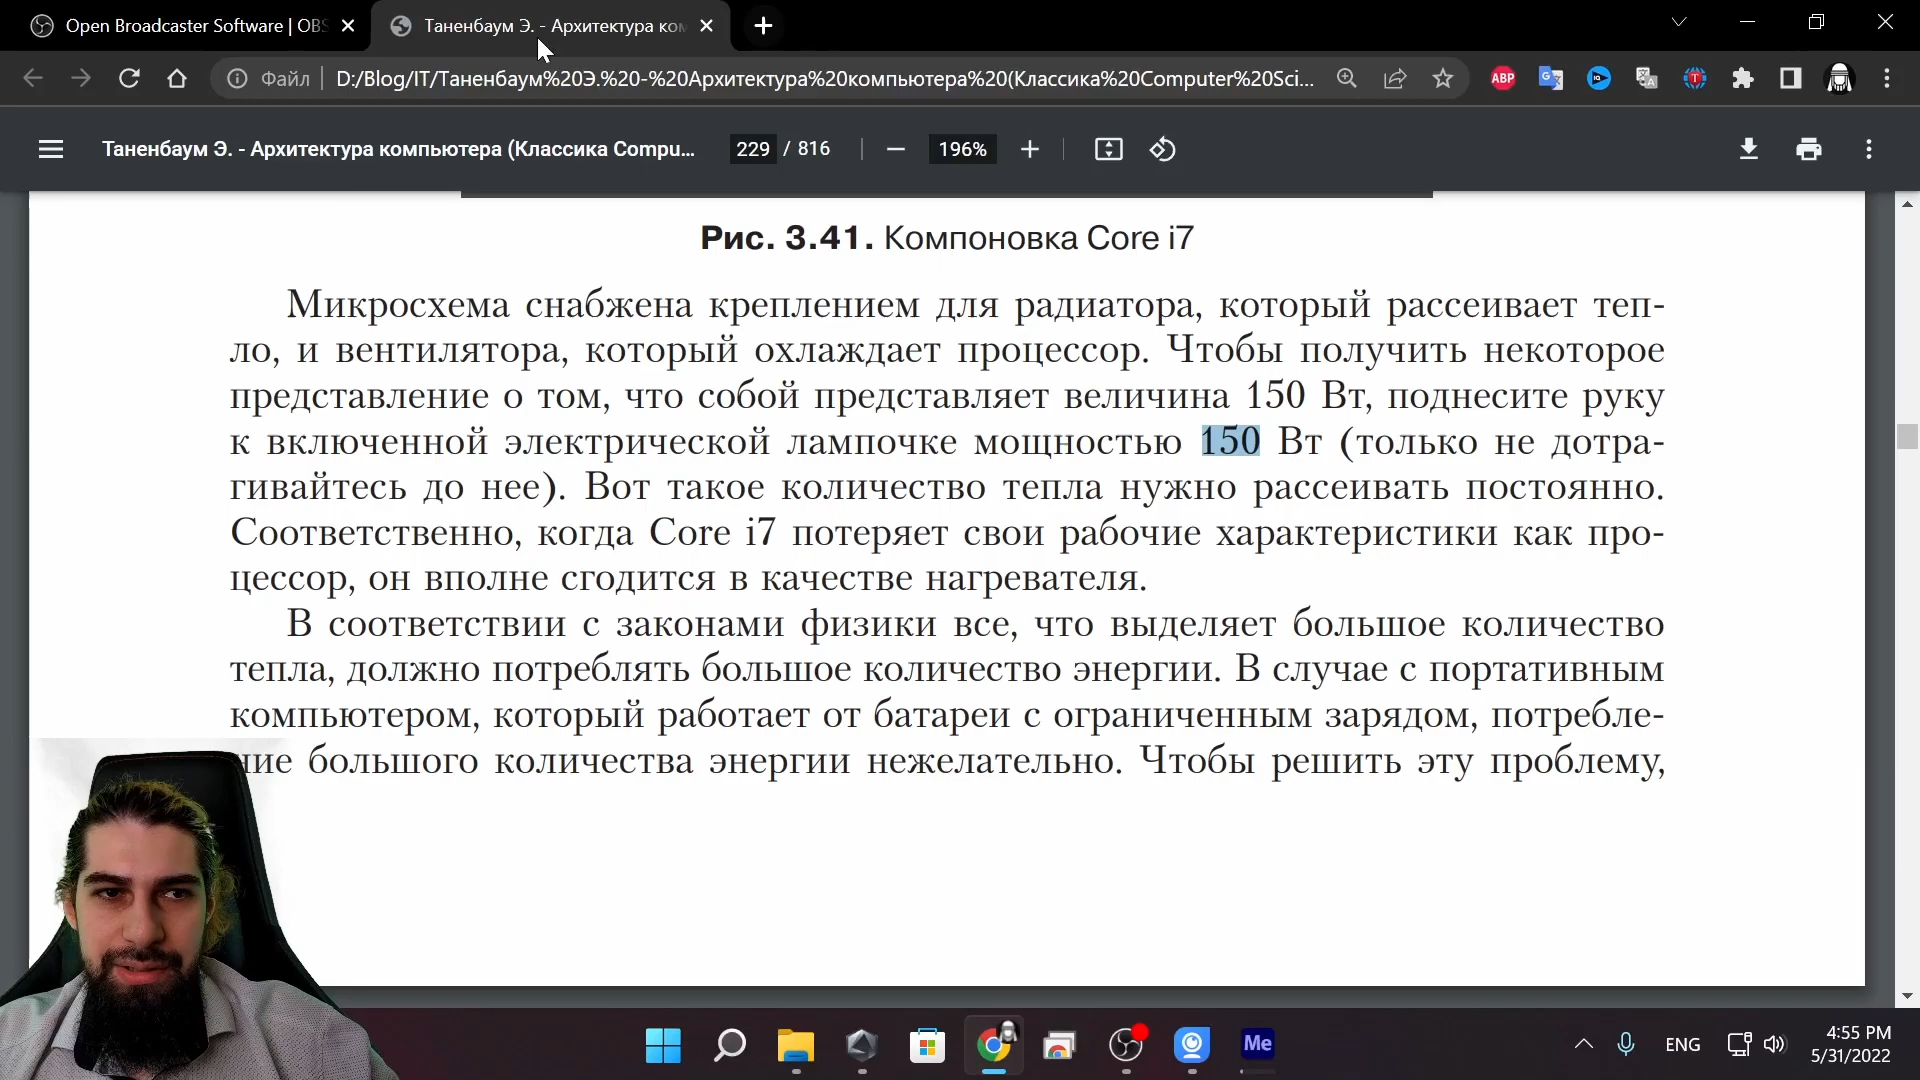 Open Broadcaster Software | OBS
Таненбаум Э. - Архитектура ком
Файл
D:/Blog/IT/Таненбаум%20Э.%20-%20Архитектура%20компьютера%20(Классика%20Computer%20Sci...
ABP
Таненбаум Э. - Архитектура компьютера (Классика Compu...
229 / 816
196%
Рис. 3.41. Компоновка Core i7
Микросхема снабжена креплением для радиатора, который рассеивает теп-
ло, и вентилятора, который охлаждает процессор. Чтобы получить некоторое
представление о том, что собой представляет величина 150 Вт, поднесите руку
к включенной электрической лампочке мощностью 150 Вт (только не дотра-
гивайтесь до нее). Вот такое количество тепла нужно рассеивать постоянно.
Соответственно, когда Core i7 потеряет свои рабочие характеристики как про-
цессор, он вполне сгодится в качестве нагревателя.
В соответствии с законами физики все, что выделяет большое количество
тепла, должно потреблять большое количество энергии. В случае с портативным
компьютером, который работает от батареи с ограниченным зарядом, потребле-
ние большого количества энергии нежелательно. Чтобы решить эту проблему,
Me
ENG
4:55 PM
5/31/2022